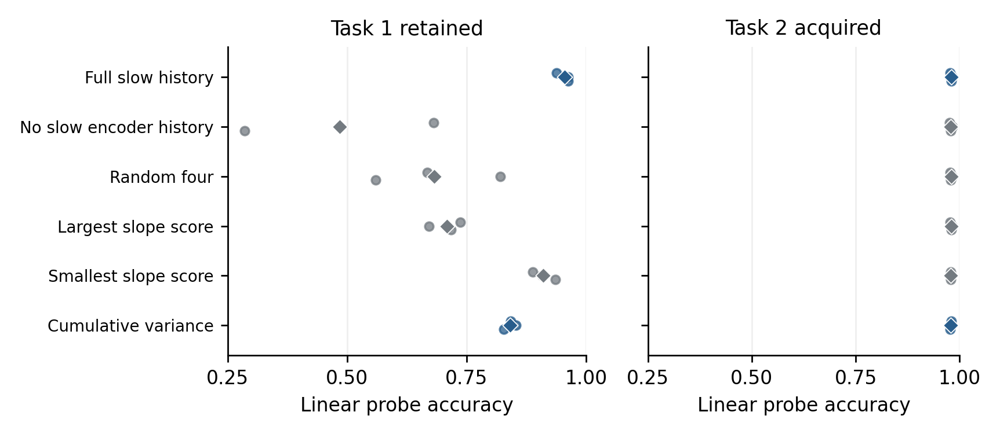 Task 1 retained
Task 2 acquired
Full slow history
No slow encoder history
Random four
Largest slope score
Smallest slope score
Cumulative variance
0.25 0.50 0.75 1.00
0.25 0.50 0.75 1.00
Linear probe accuracy
Linear probe accuracy